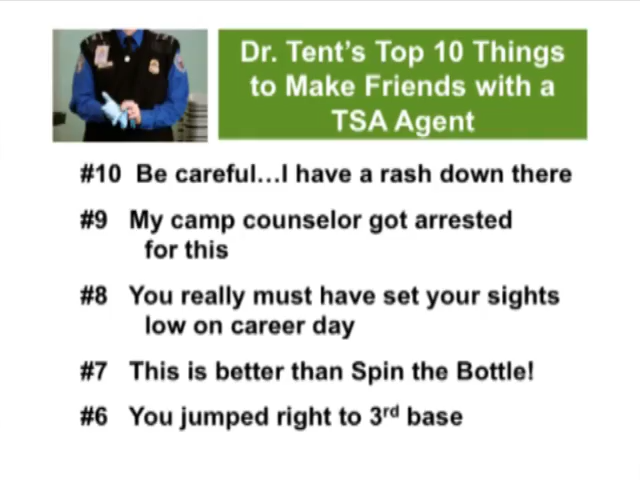 Dr. Tent's Top 10 Things
to Make Friends with a
TSA Agent
#10 Be careful...I have a rash down there
#9 My camp counselor got arrested
for this
#8 You really must have set your sights
low on career day
#7 This is better than Spin the Bottle!
#6 You jumped right to 3rd base